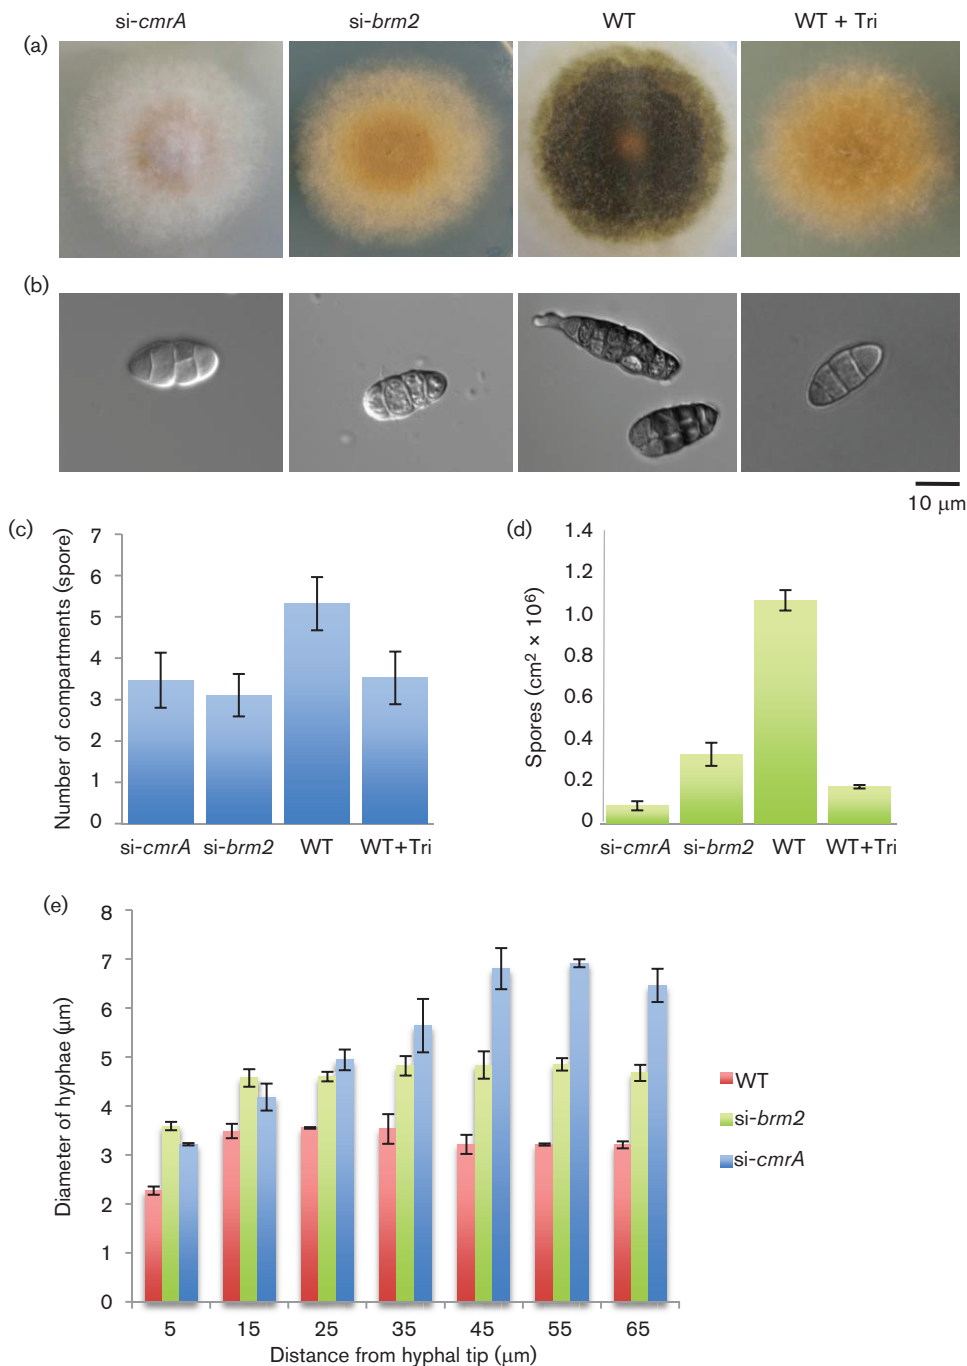 si-cmrA si-brm2 WT WT + Tri
(a)
(b)
10 μm
(c)
Number of compartments (spore)
7
6
5
4
3
2
1
0
si-cmrA si-brm2 WT WT+Tri
(d)
Spores (cm² × 10⁶)
1.4
1.2
1.0
0.8
0.6
0.4
0.2
0
si-cmrA si-brm2 WT WT+Tri
(e)
Diameter of hyphae (μm)
8
7
6
5
4
3
2
1
0
5 15 25 35 45 55 65
Distance from hyphal tip (μm)
WT
si-brm2
si-cmrA